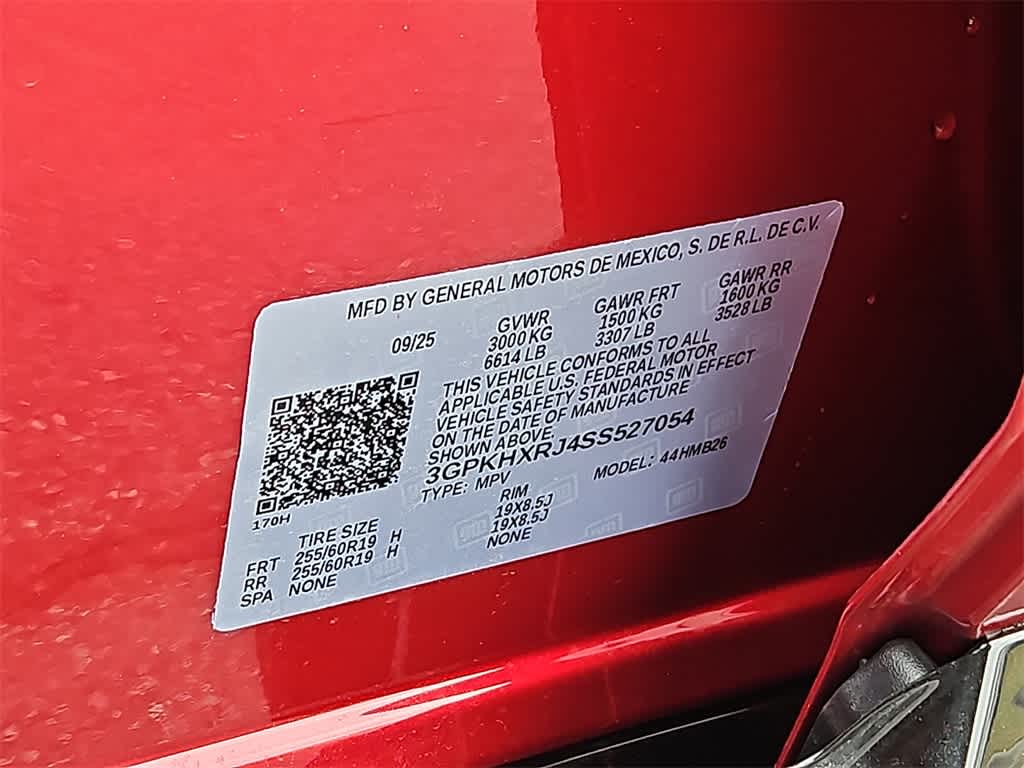 MFD BY GENERAL MOTORS DE MEXICO, S. DE R.L. DE C.V.
09/25 GVWR GAWR FRT GAWR RR
3000 KG 1500 KG 1600 KG
6614 LB 3307 LB 3528 LB
THIS VEHICLE CONFORMS TO ALL
APPLICABLE U.S. FEDERAL MOTOR
VEHICLE SAFETY STANDARDS IN EFFECT
ON THE DATE OF MANUFACTURE
SHOWN ABOVE
3GPKHXRJ4SS527054
TYPE: MPV MODEL: 44HMB26
170H
TIRE SIZE RIM
FRT 255/60R19 H 19X8.5J
RR 255/60R19 H 19X8.5J
SPA NONE NONE